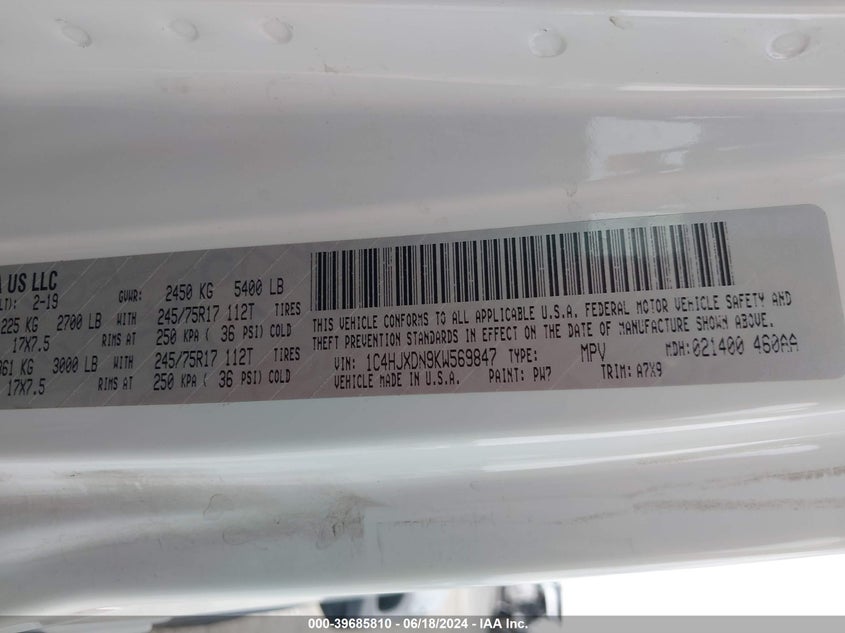 A US LLC
LT): 2-19 GVWR: 2450 KG 5400 LB
225 KG 2700 LB WITH 245/75R17 112T TIRES
17X7.5 RIMS AT 250 KPA ( 36 PSI) COLD
361 KG 3000 LB WITH 245/75R17 112T TIRES
17X7.5 RIMS AT 250 KPA ( 36 PSI) COLD
THIS VEHICLE CONFORMS TO ALL APPLICABLE U.S.A. FEDERAL MOTOR VEHICLE SAFETY AND
THEFT PREVENTION STANDARDS IN EFFECT ON THE DATE OF MANUFACTURE SHOWN ABOVE.
VIN: 1C4HJXDN9KW569847 TYPE: MPV MDH: 021400 460AA
VEHICLE MADE IN U.S.A. PAINT: PW7 TRIM: A7X9
000-39685810 - 06/18/2024 - IAA Inc.